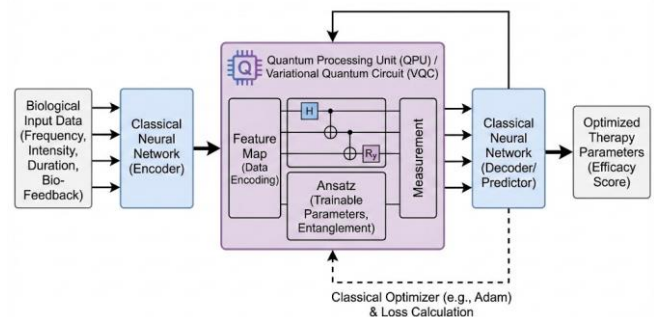 Quantum Processing Unit (QPU) /
Variational Quantum Circuit (VQC)
Q
Biological
Input Data
(Frequency,
Intensity,
Duration,
Bio-
Feedback)
Classical
Neural
Network
(Encoder)
Feature
Map
(Data
Encoding)
H
Ry
Ansatz
(Trainable
Parameters,
Entanglement)
Measurement
Classical
Neural
Network
(Decoder/
Predictor)
Optimized
Therapy
Parameters
(Efficacy
Score)
Classical Optimizer (e.g., Adam)
& Loss Calculation